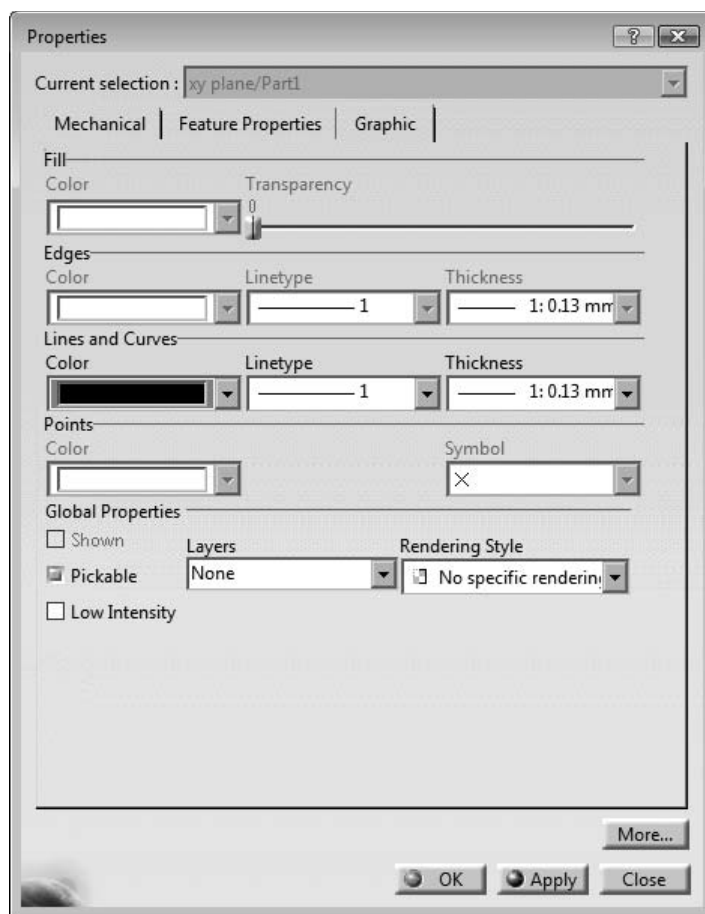 Properties
Current selection : xy plane/Part1
Mechanical Feature Properties Graphic
Fill
Color Transparency
0
Edges
Color Linetype Thickness
1 1: 0.13 mm
Lines and Curves
Color Linetype Thickness
1 1: 0.13 mm
Points
Color Symbol
Global Properties
Shown
Layers Rendering Style
Pickable None No specific rendering
Low Intensity
More...
OK Apply Close